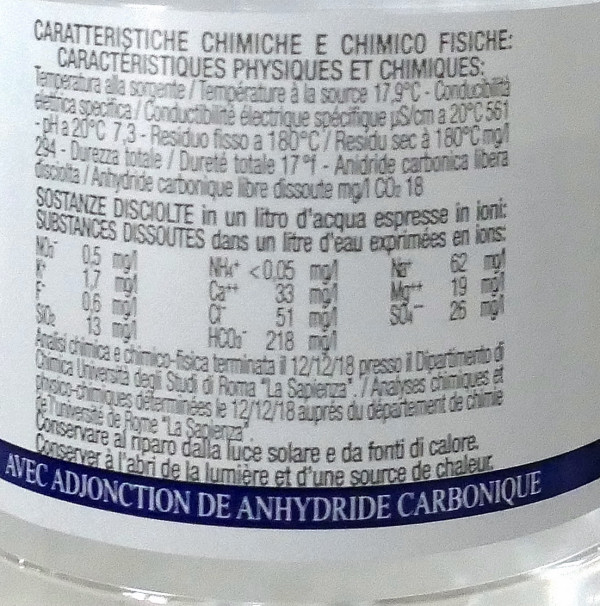 CARATTERISTICHE CHIMICHE E CHIMICO FISICHE:
CARACTÉRISTIQUES PHYSIQUES ET CHIMIQUES:
Temperatura alla sorgente / Température à la source 17,9°C - Conducibilità
elettrica specifica / Conductibilité électrique spécifique µS/cm a 20°C 561
- pH a 20°C 7,3 - Residuo fisso a 180°C / Residu sec à 180°C mg/l
294 - Durezza totale / Dureté totale 17°f - Anidride carbonica libera
disciolta / Anhydride carbonique libre dissoute mg/l CO₂ 18
SOSTANZE DISCIOLTE in un litro d'acqua espresse in ioni:
SUBSTANCES DISSOUTES dans un litre d'eau exprimées en ions:
NO₃⁻ 0,5 mg/l NH₄⁺ <0,05 mg/l Na⁺ 62 mg/l
K⁺ 1,7 mg/l Ca⁺⁺ 33 mg/l Mg⁺⁺ 19 mg/l
F⁻ 0,6 mg/l Cl⁻ 51 mg/l SO₄⁻⁻ 26 mg/l
SiO₂ 13 mg/l HCO₃⁻ 218 mg/l
Analisi chimica e chimico-fisica terminata il 12/12/18 presso il Dipartimento di
Chimica Università degli Studi di Roma "La Sapienza". / Analyses chimiques et
physico-chimiques déterminées le 12/12/18 auprès du département de chimie
de l'université de Rome "La Sapienza".
Conservare al riparo dalla luce solare e da fonti di calore.
Conserver à l'abri de la lumière et d'une source de chaleur.
AVEC ADJONCTION DE ANHYDRIDE CARBONIQUE